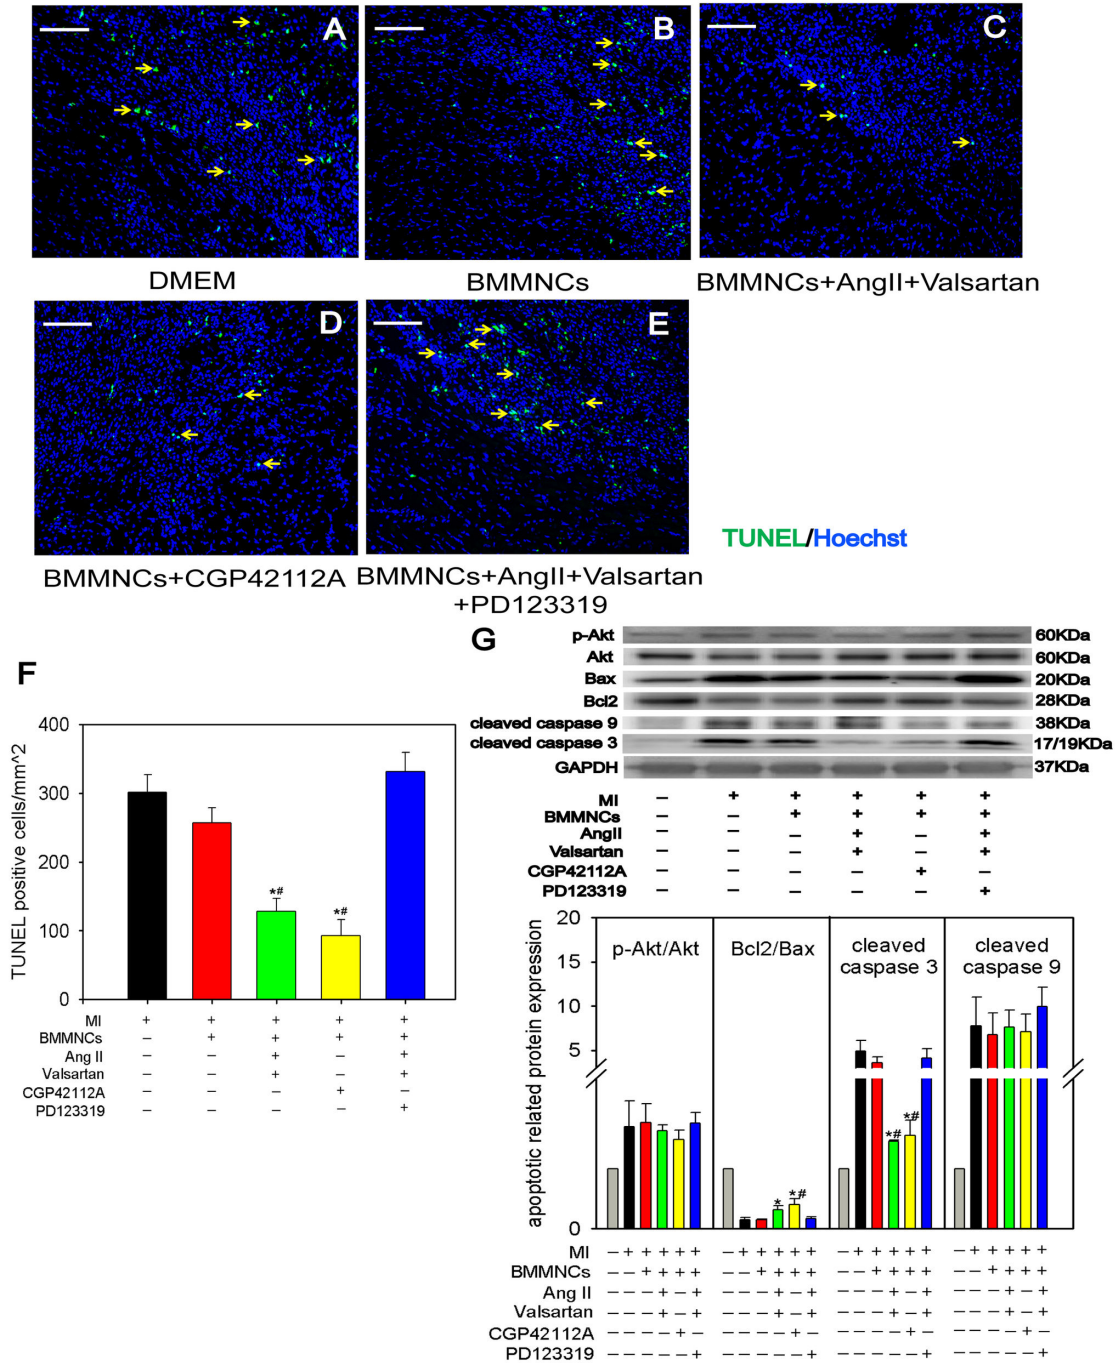 A
B
C
DMEM
BMMNCs
BMMNCs+AngII+Valsartan
D
E
BMMNCs+CGP42112A
BMMNCs+AngII+Valsartan
+PD123319
TUNEL/Hoechst
F
TUNEL positive cells/mm^2
400
300
200
100
0
*#
*#
MI + + + + +
BMMNCs − + + + +
Ang II − − + − +
Valsartan − − + − +
CGP42112A − − − + −
PD123319 − − − − +
G
p-Akt 60KDa
Akt 60KDa
Bax 20KDa
Bcl2 28KDa
cleaved caspase 9 38KDa
cleaved caspase 3 17/19KDa
GAPDH 37KDa
MI − + + + + +
BMMNCs − − + + + +
AngII − − − + − +
Valsartan − − − + − +
CGP42112A − − − − + −
PD123319 − − − − − +
apoptotic related protein expression
20
15
10
5
0
p-Akt/Akt
Bcl2/Bax
cleaved
caspase 3
cleaved
caspase 9
*
*#
*#
*#
MI − + + + + + − + + + + + − + + + + + − + + + + +
BMMNCs − − + + + + − − + + + + − − + + + + − − + + + +
Ang II − − − + − + − − − + − + − − − + − + − − − + − +
Valsartan − − − + − + − − − + − + − − − + − + − − − + − +
CGP42112A − − − − + − − − − − + − − − − − + − − − − − + −
PD123319 − − − − − + − − − − − + − − − − − + − − − − − +